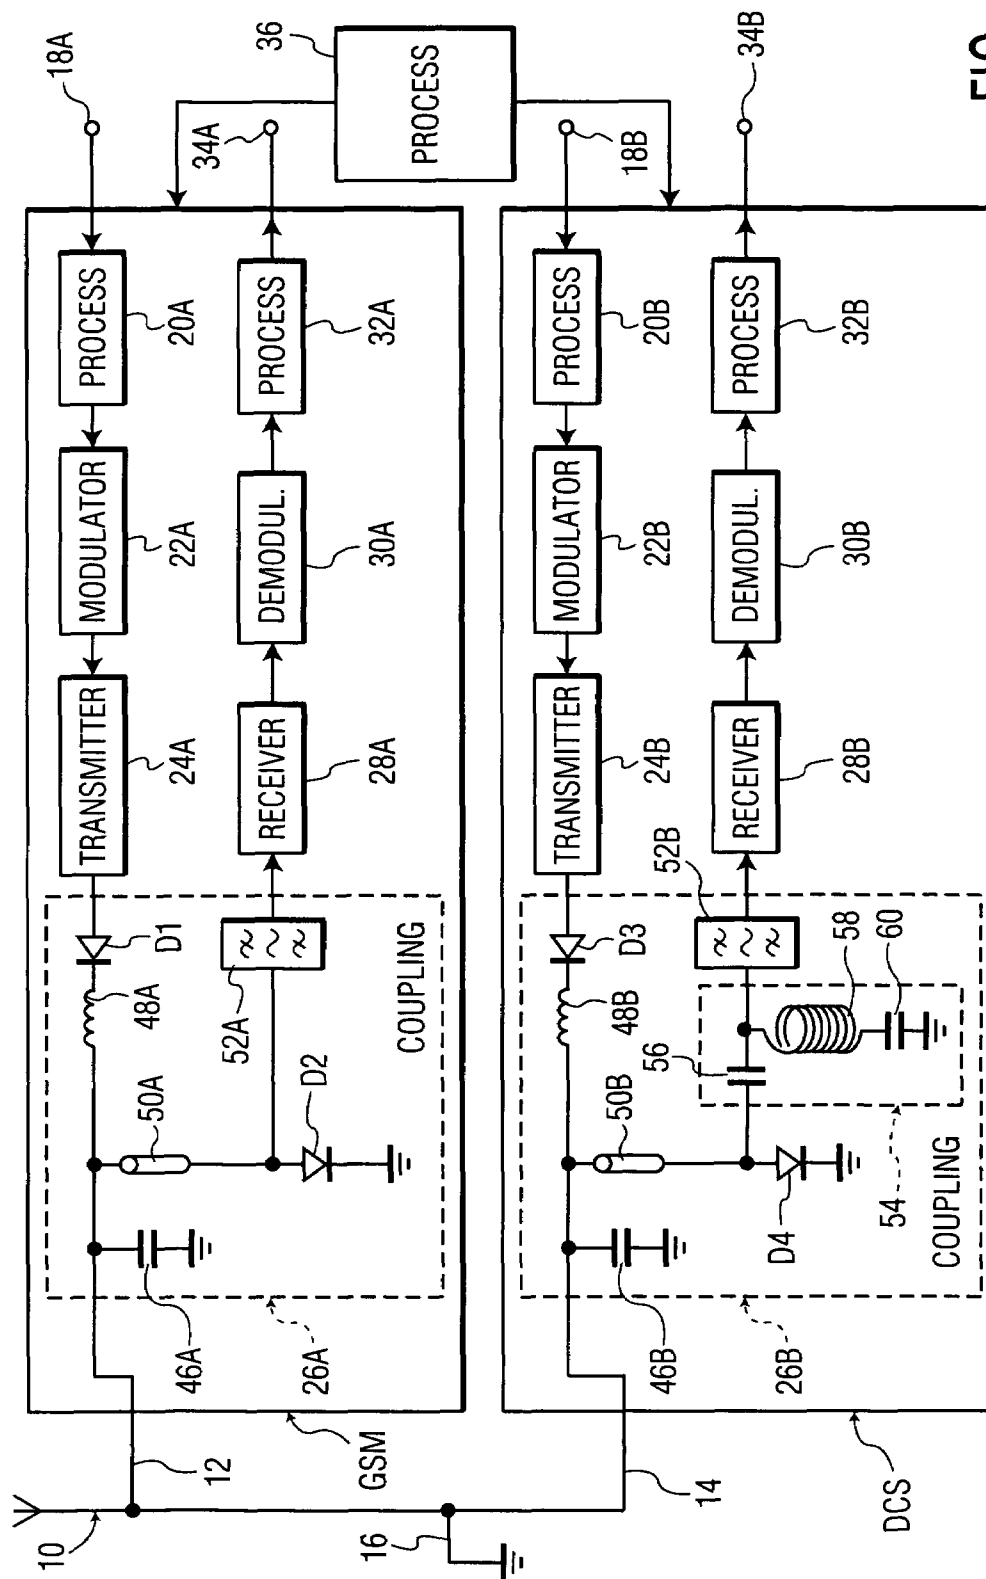 10
12
16
14
GSM
DCS
18A
PROCESS
20A
MODULATOR
22A
TRANSMITTER
24A
D1
48A
50A
46A
26A
COUPLING
D2
52A
RECEIVER
28A
DEMODUL.
30A
PROCESS
32A
34A
36
PROCESS
18B
PROCESS
20B
MODULATOR
22B
TRANSMITTER
24B
D3
48B
50B
46B
26B
COUPLING
D4
54
56
58
60
52B
RECEIVER
28B
DEMODUL.
30B
PROCESS
32B
34B